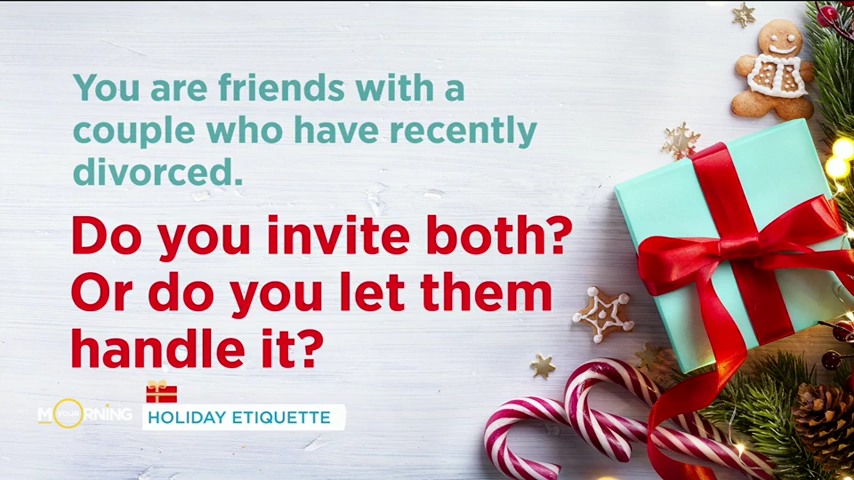 You are friends with a
couple who have recently
divorced.
Do you invite both?
Or do you let them
handle it?
YOUR
MORNING
HOLIDAY ETIQUETTE